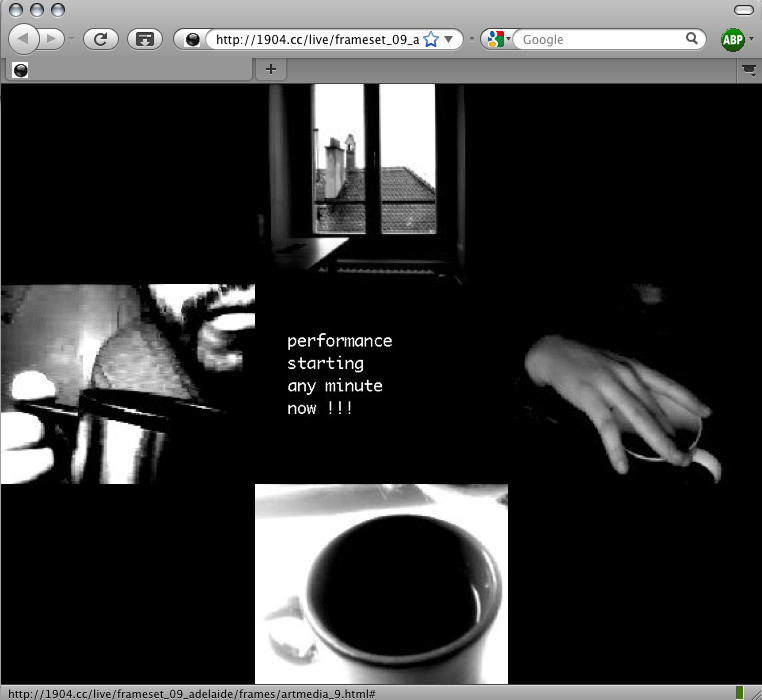 http://1904.cc/live/frameset_09_a
Google
ABP
performance
starting
any minute
now !!!
http://1904.cc/live/frameset_09_adelaide/frames/artmedia_9.html#